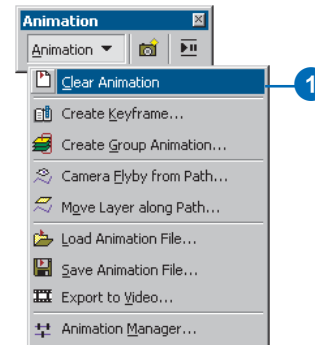 Animation
Animation
Clear Animation
1
Create Keyframe...
Create Group Animation...
Camera Flyby from Path...
Move Layer along Path...
Load Animation File...
Save Animation File...
Export to Video...
Animation Manager...